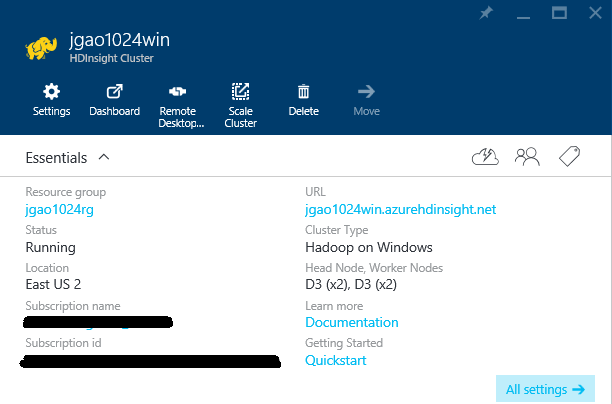 jgao1024win
HDInsight Cluster
Settings
Dashboard
Remote
Desktop...
Scale
Cluster
Delete
Move
Essentials
Resource group
jgao1024rg
URL
jgao1024win.azurehdinsight.net
Status
Running
Cluster Type
Hadoop on Windows
Location
East US 2
Head Node, Worker Nodes
D3 (x2), D3 (x2)
Subscription name
Learn more
Documentation
Subscription id
Getting Started
Quickstart
All settings